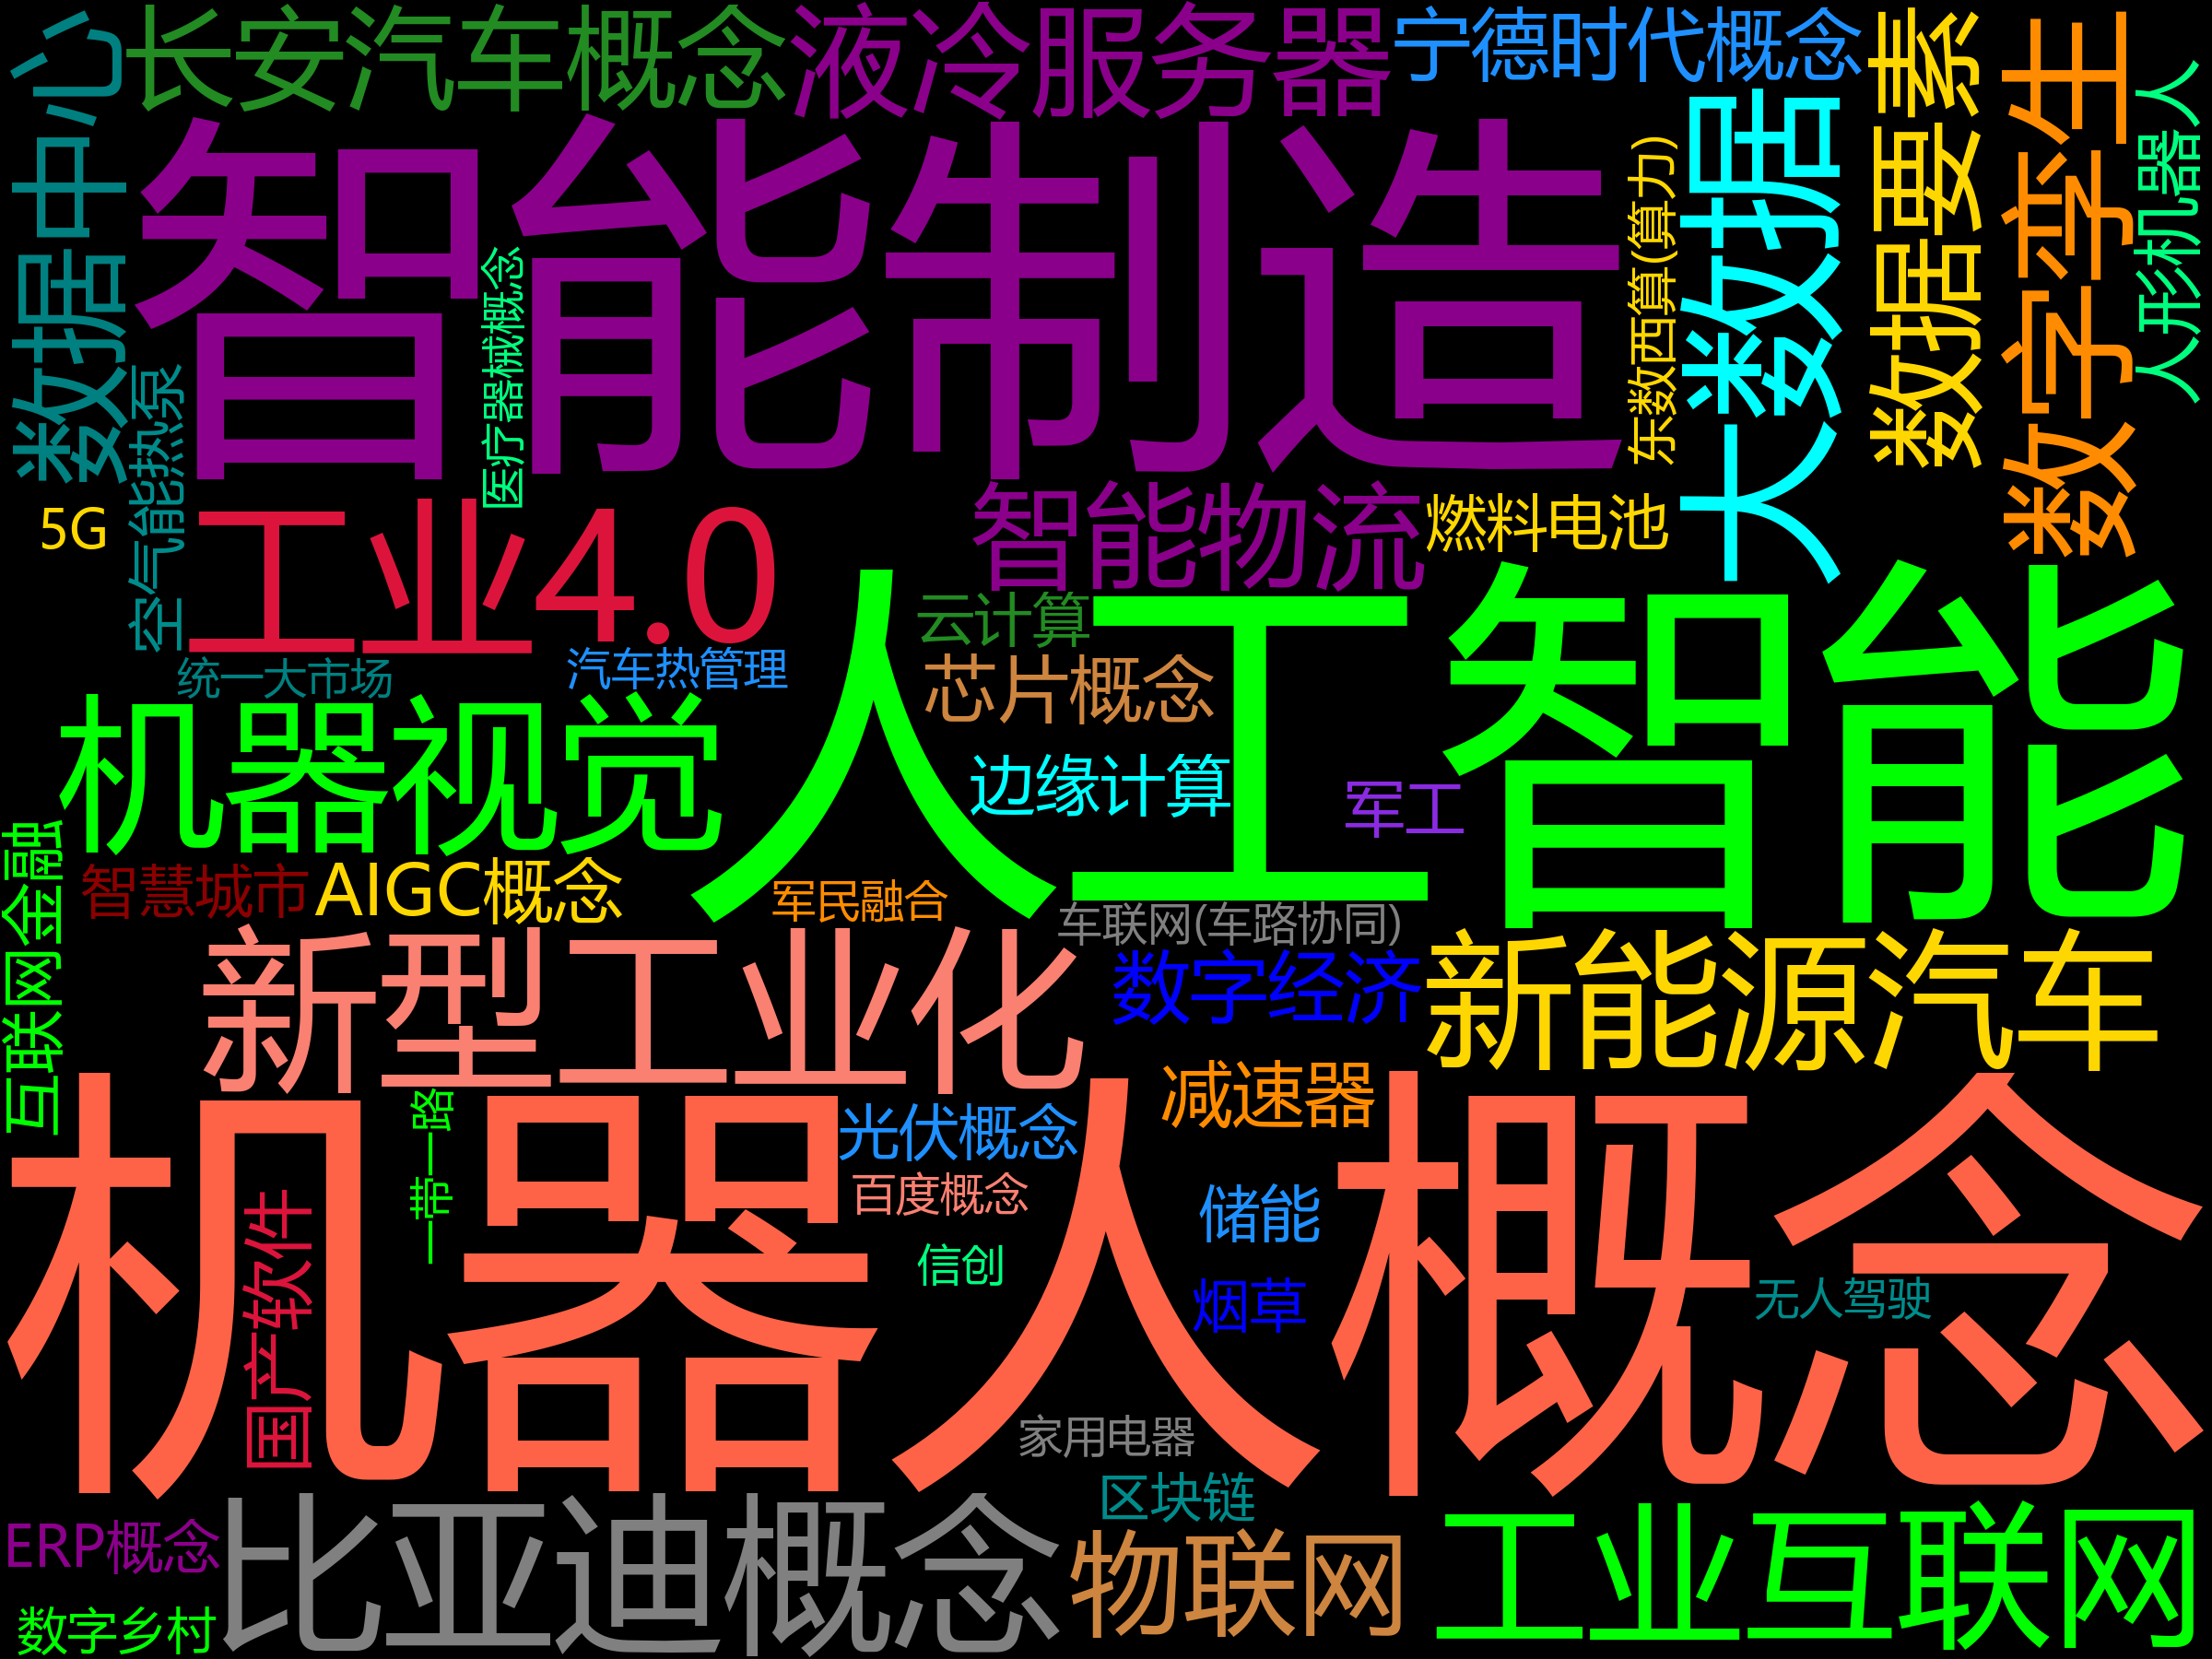 长安汽车概念
液冷服务器
宁德时代概念
数据中心
智能制造
医疗器械概念
东数西算(算力)
大数据
数据要素
数字孪生
人形机器人
空气能热泵
5G
工业4.0
智能物流
燃料电池
人工智能
云计算
统一大市场
汽车热管理
芯片概念
机器视觉
边缘计算
军工
互联网金融
智慧城市
AIGC概念
军民融合
车联网(车路协同)
新型工业化
数字经济
新能源汽车
减速器
机器人概念
一带一路
光伏概念
百度概念
储能
国产软件
信创
烟草
无人驾驶
家用电器
区块链
ERP概念
比亚迪概念
物联网
工业互联网
数字乡村